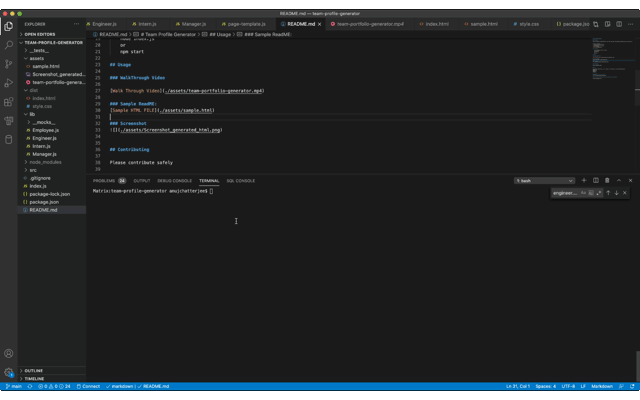 README.md — team-profile-generator
EXPLORER
Engineer.js
Intern.js
Manager.js
page-template.js
README.md
team-portfolio-generator.mp4
index.html
sample.html
style.css
package.json
OPEN EDITORS
README.md > # Team Profile Generator > ## Usage > ### Sample ReadME:
TEAM-PROFILE-GENERATOR
__tests__
assets
sample.html
Screenshot_generated...
team-portfolio-genera...
dist
index.html
style.css
lib
__mocks__
Employee.js
Engineer.js
Intern.js
Manager.js
node_modules
src
.gitignore
index.js
package-lock.json
package.json
README.md
OUTLINE
TIMELINE
20 or
21 npm start
22
23 ## Usage
24
25 ### WalkThrough Video
26
27 [Walk Through Video](./assets/team-portfolio-generator.mp4)
28
29 ### Sample ReadME:
30 [Sample HTML FILE](./assets/sample.html)
31
32 ### Screenshot
33 ![](./assets/Screenshot_generated_html.png)
34
35
36 ## Contributing
37
38 Please contribute safely
39
PROBLEMS 24 OUTPUT DEBUG CONSOLE TERMINAL SQL CONSOLE
1: bash
Matrix:team-profile-generator anujchatterjee$
engineer...
main
0 0 24
Connect
markdown | README.md
Ln 31, Col 1 Spaces: 4 UTF-8 LF Markdown